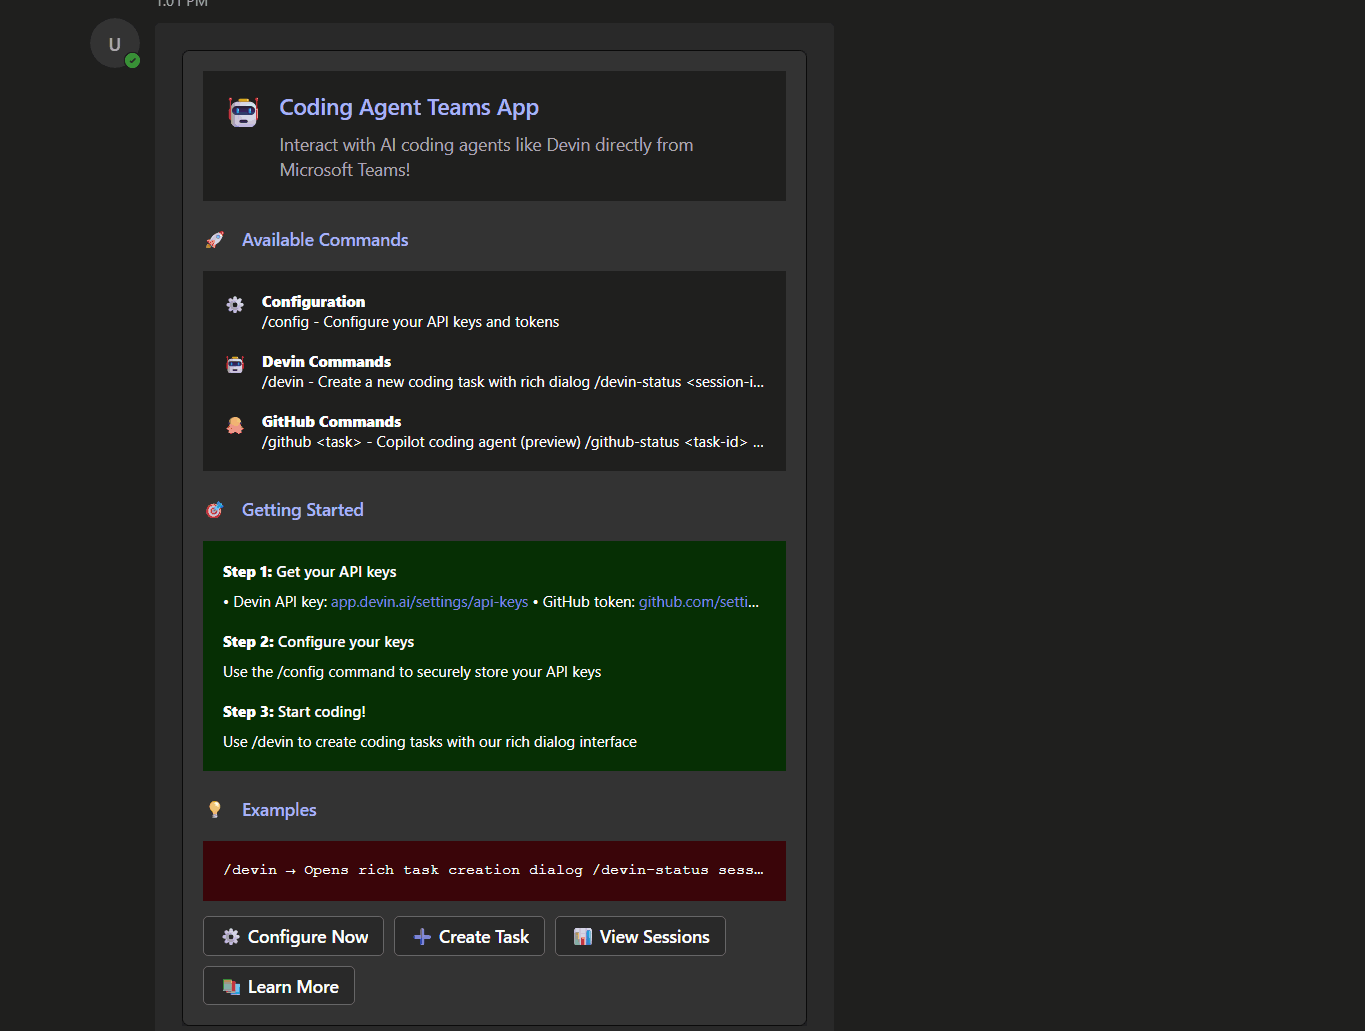 1:01 PM
U
Coding Agent Teams App
Interact with AI coding agents like Devin directly from
Microsoft Teams!
Available Commands
Configuration
/config - Configure your API keys and tokens
Devin Commands
/devin - Create a new coding task with rich dialog /devin-status <session-i...
GitHub Commands
/github <task> - Copilot coding agent (preview) /github-status <task-id> ...
Getting Started
Step 1: Get your API keys
• Devin API key: app.devin.ai/settings/api-keys • GitHub token: github.com/setti...
Step 2: Configure your keys
Use the /config command to securely store your API keys
Step 3: Start coding!
Use /devin to create coding tasks with our rich dialog interface
Examples
/devin → Opens rich task creation dialog /devin-status sess...
Configure Now
Create Task
View Sessions
Learn More